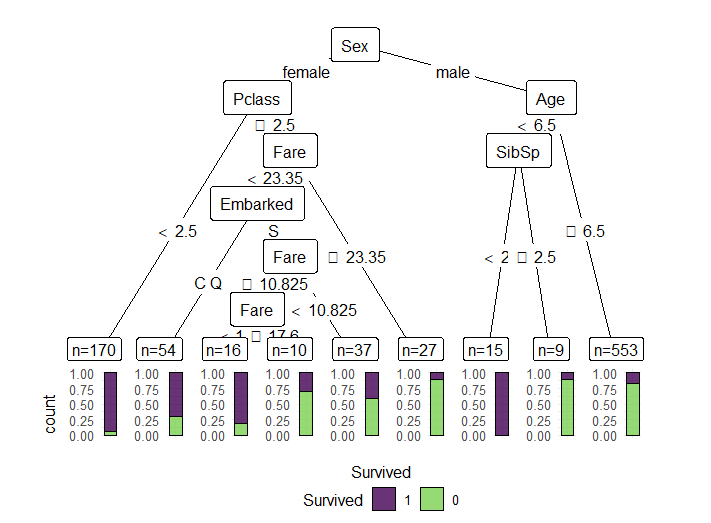 Sex
female male
Pclass Age
□ 2.5 < 6.5
Fare SibSp
< 23.35
Embarked
< 2.5 S □ 6.5
Fare □ 23.35 < 2 □ 2.5
C Q □ 10.825
Fare < 10.825
< 1 □ 17.6
n=170 n=54 n=16 n=10 n=37 n=27 n=15 n=9 n=553
1.00 1.00 1.00 1.00 1.00 1.00 1.00 1.00 1.00
0.75 0.75 0.75 0.75 0.75 0.75 0.75 0.75 0.75
0.50 0.50 0.50 0.50 0.50 0.50 0.50 0.50 0.50
0.25 0.25 0.25 0.25 0.25 0.25 0.25 0.25 0.25
0.00 0.00 0.00 0.00 0.00 0.00 0.00 0.00 0.00
count
Survived
Survived 1 0